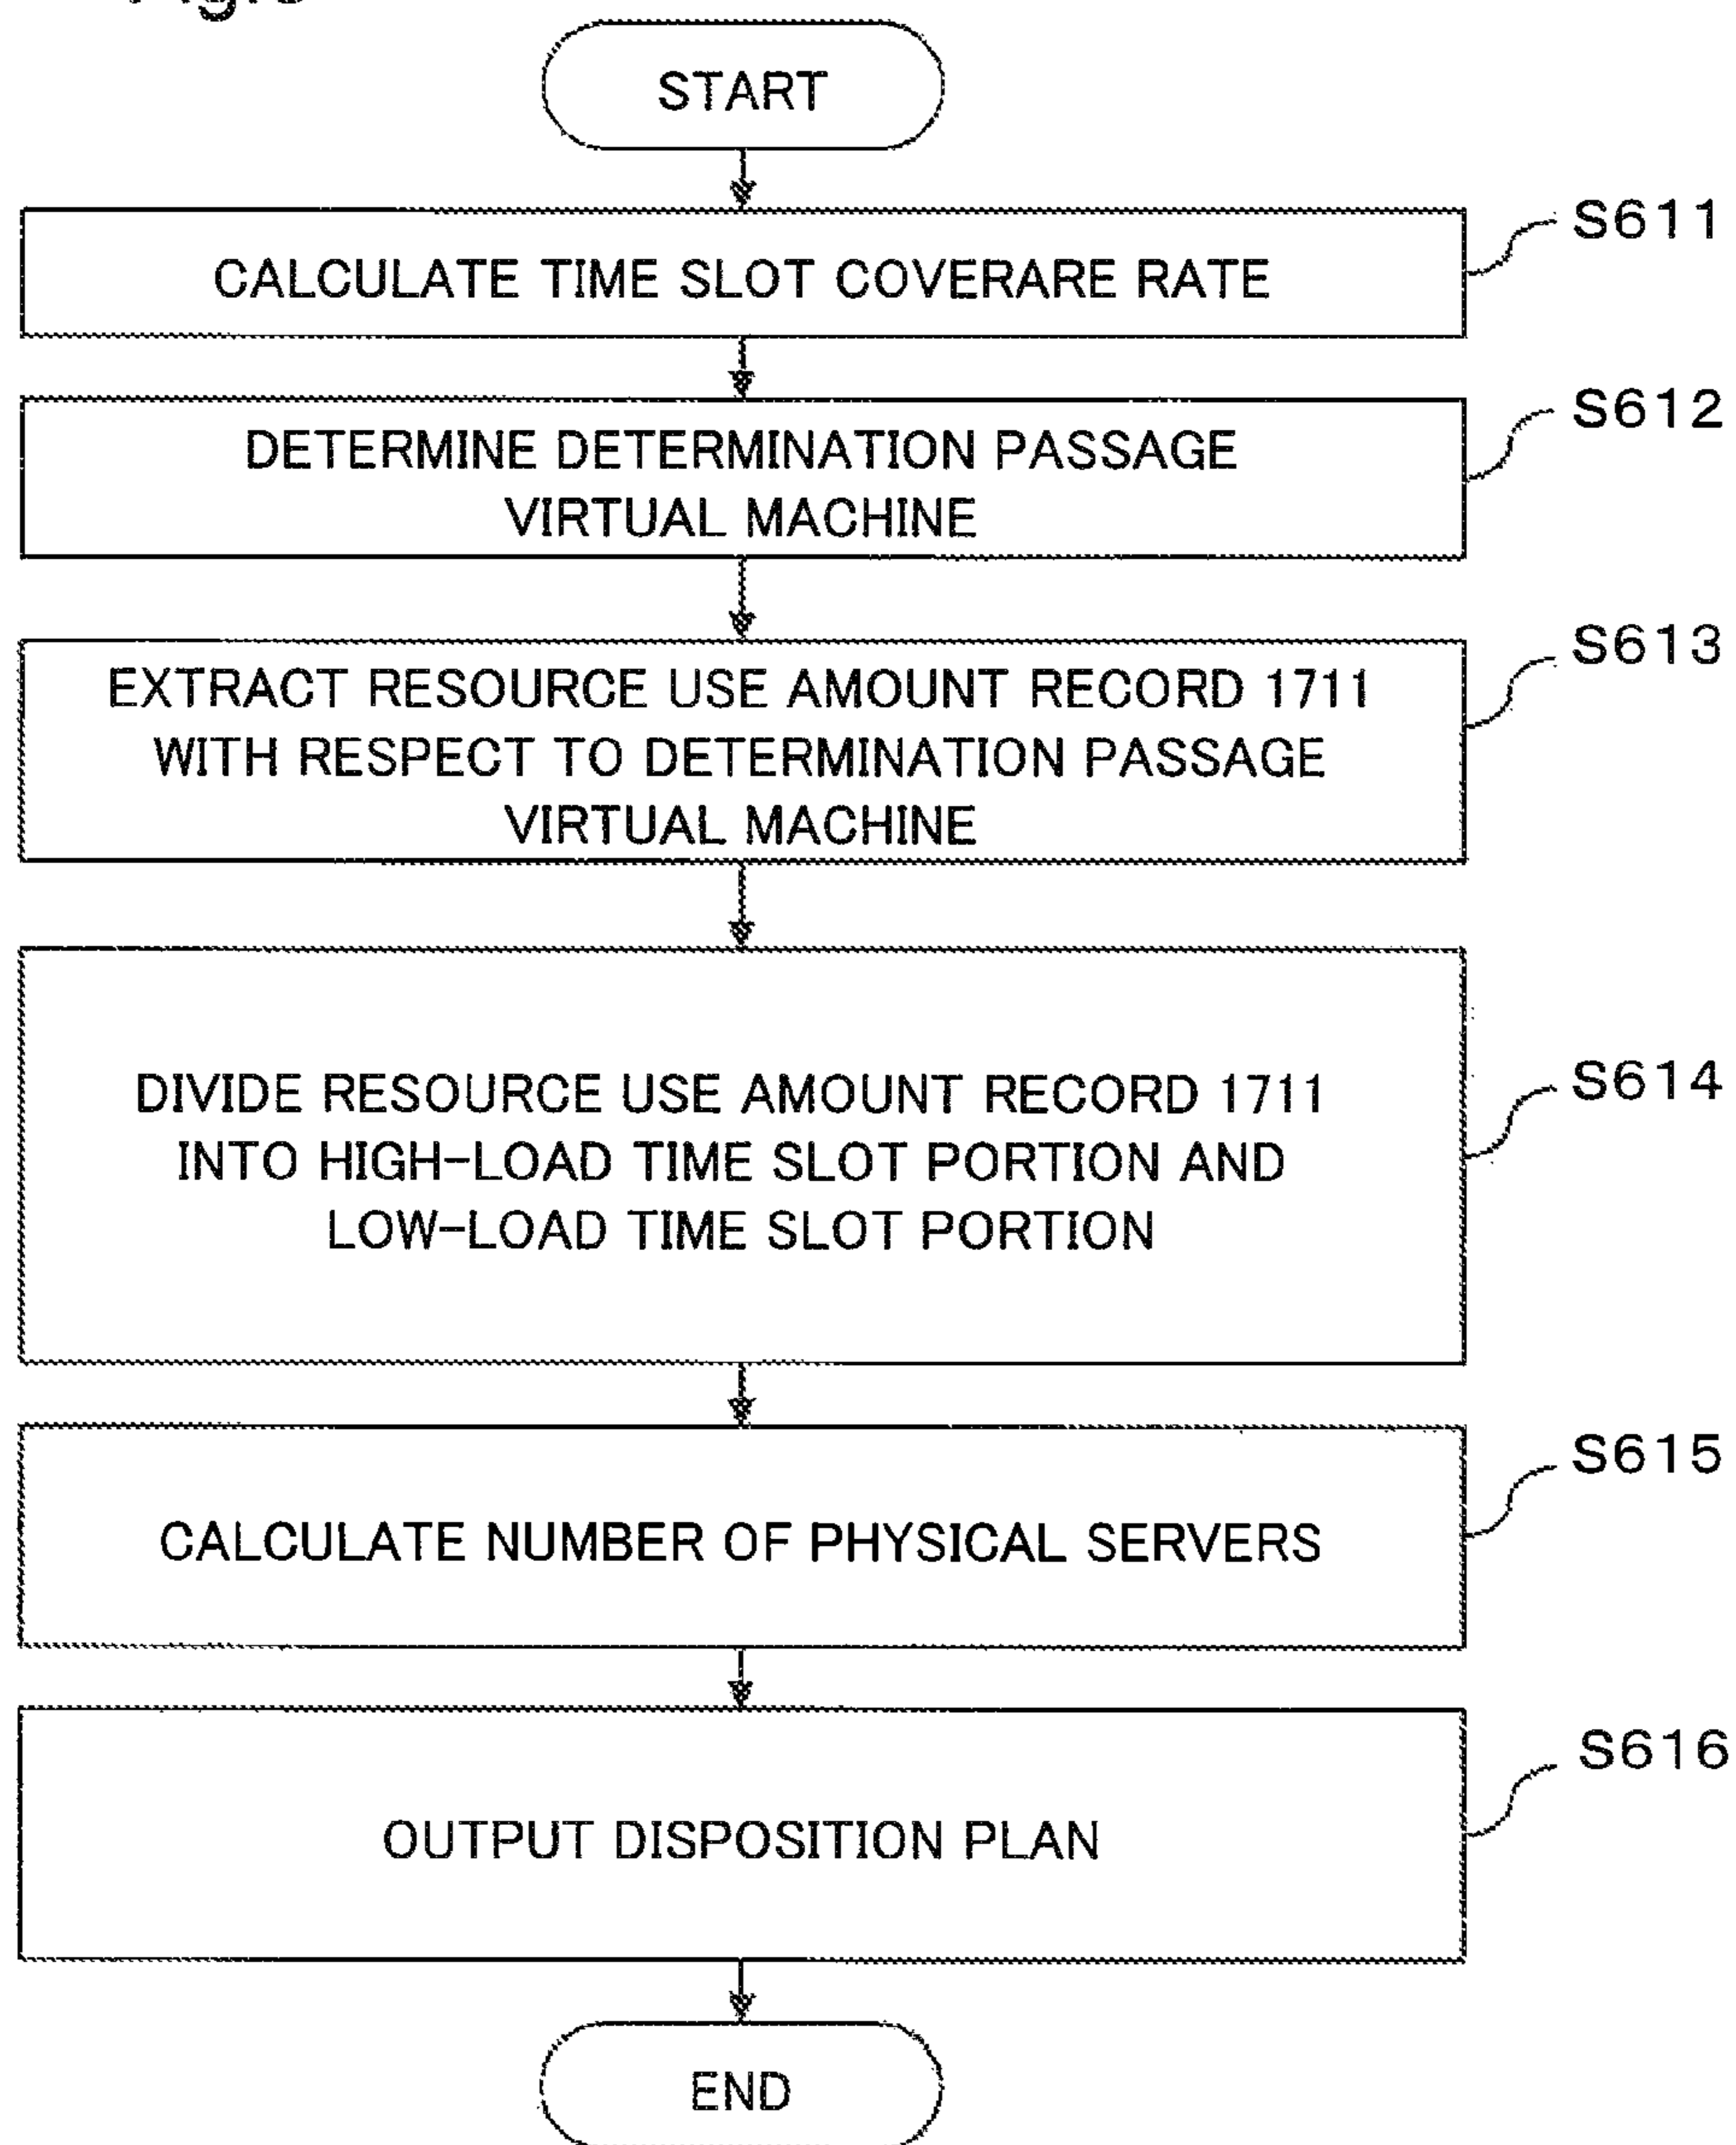 START
S611
CALCULATE TIME SLOT COVERARE RATE
S612
DETERMINE DETERMINATION PASSAGE
VIRTUAL MACHINE
S613
EXTRACT RESOURCE USE AMOUNT RECORD 1711
WITH RESPECT TO DETERMINATION PASSAGE
VIRTUAL MACHINE
S614
DIVIDE RESOURCE USE AMOUNT RECORD 1711
INTO HIGH-LOAD TIME SLOT PORTION AND
LOW-LOAD TIME SLOT PORTION
S615
CALCULATE NUMBER OF PHYSICAL SERVERS
S616
OUTPUT DISPOSITION PLAN
END